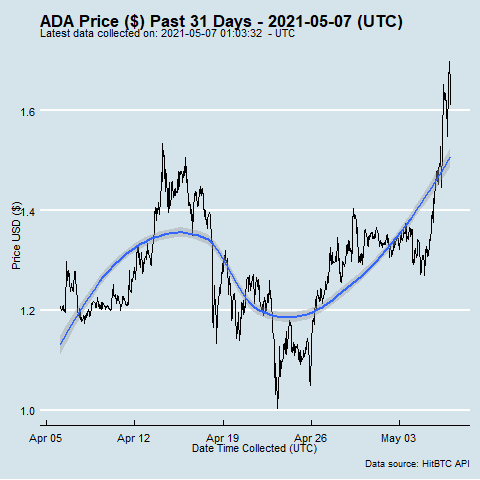 ADA Price ($) Past 31 Days - 2021-05-07 (UTC)
Latest data collected on: 2021-05-07 01:03:32 - UTC
1.6
1.4
1.2
1.0
Price USD ($)
Apr 05 Apr 12 Apr 19 Apr 26 May 03
Date Time Collected (UTC)
Data source: HitBTC API